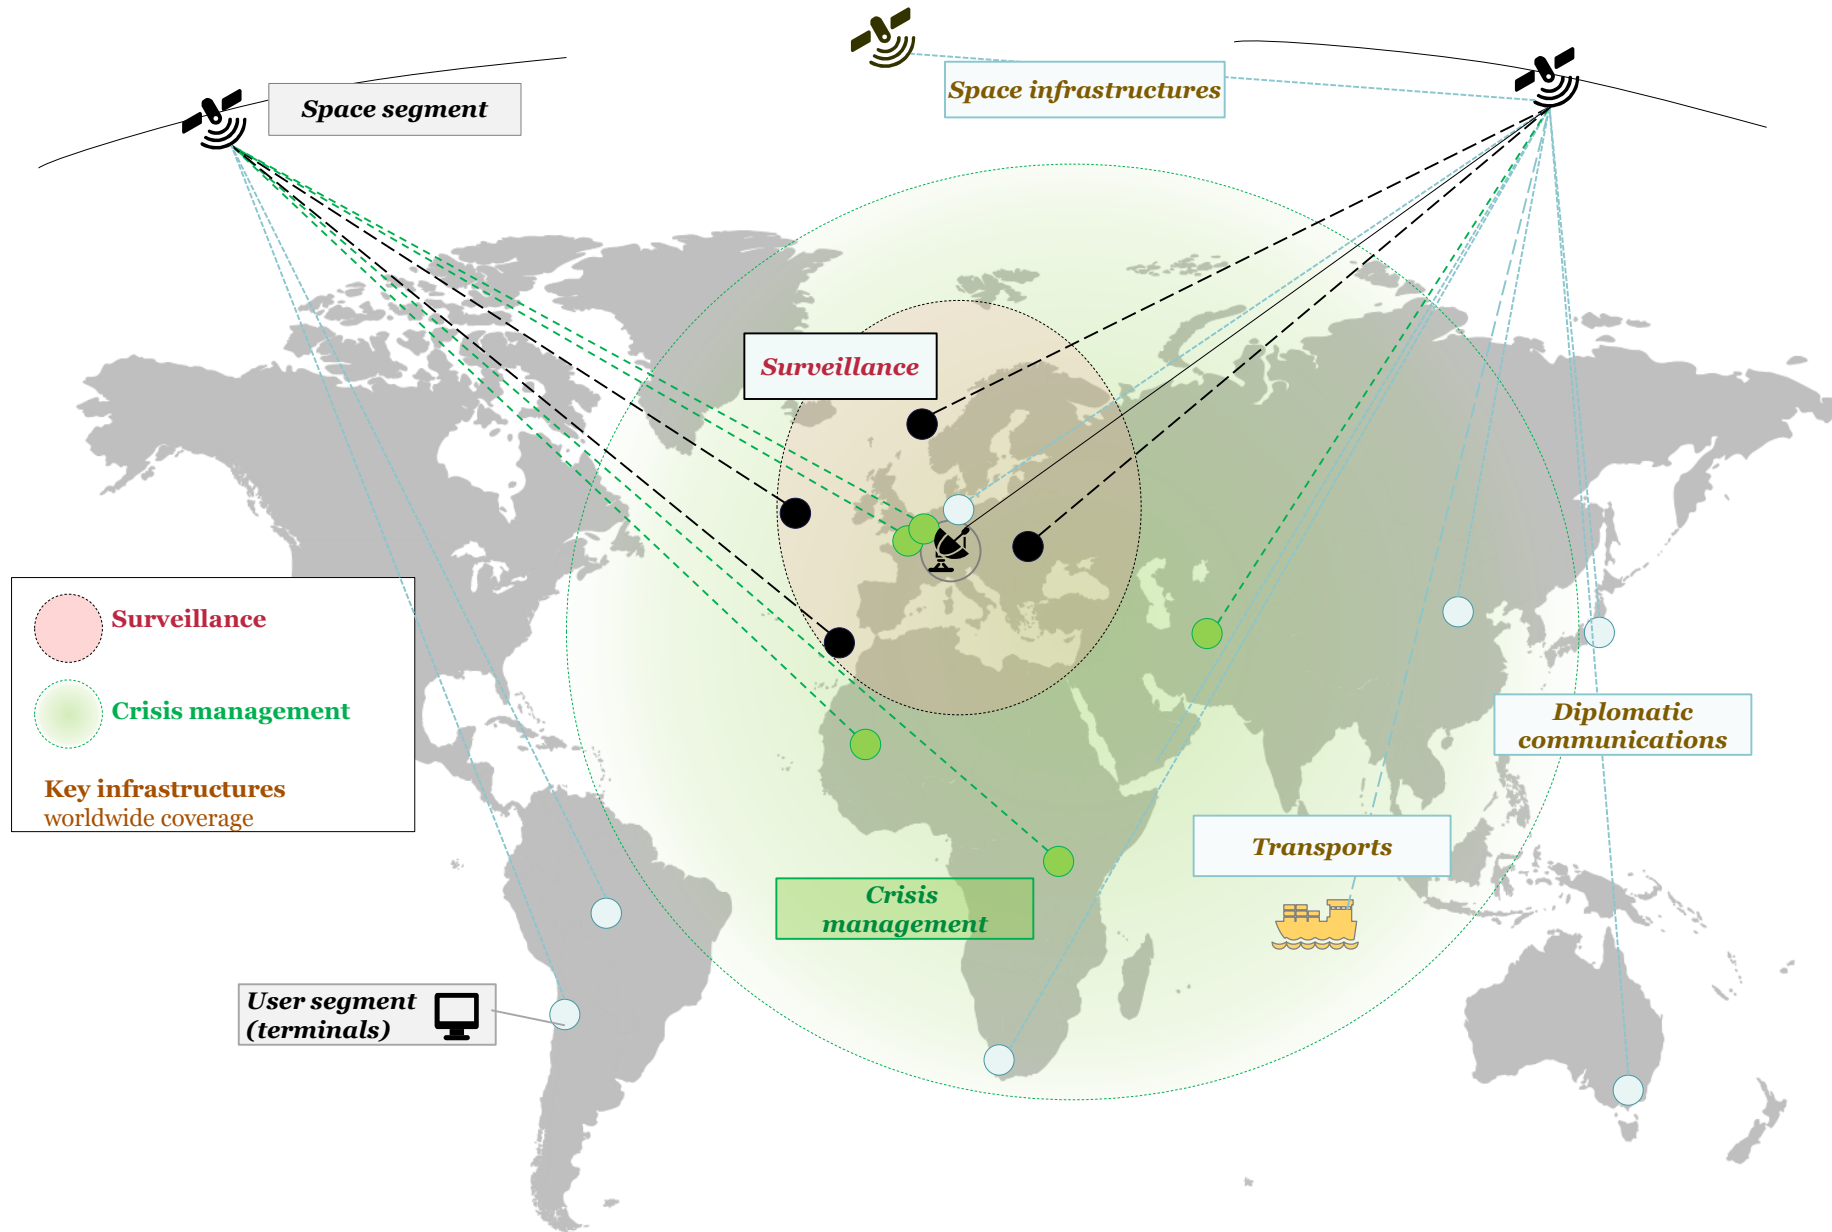 Space segment
Space infrastructures
Surveillance
Surveillance
Crisis management
Key infrastructures
worldwide coverage
Diplomatic
communications
Transports
Crisis
management
User segment
(terminals)